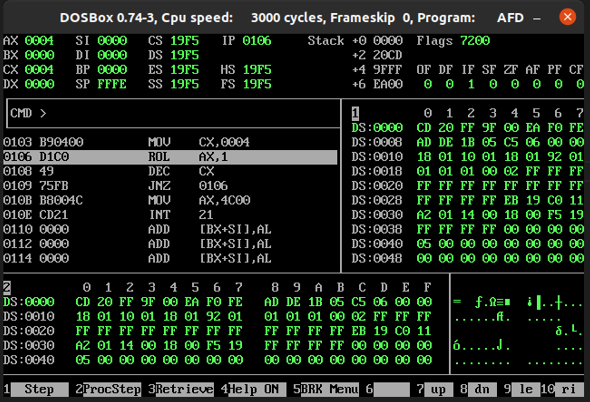 DOSBox 0.74-3, Cpu speed: 3000 cycles, Frameskip 0, Program: AFD
AX 0004 SI 0000 CS 19F5 IP 0106 Stack +0 0000 Flags 7200
BX 0000 DI 0000 DS 19F5 +2 20CD
CX 0004 BP 0000 ES 19F5 HS 19F5 +4 9FFF OF DF IF SF ZF AF PF CF
DX 0000 SP FFFE SS 19F5 FS 19F5 +6 EA00 0 0 1 0 0 0 0 0
CMD >
0103 B90400 MOV CX,0004
0106 D1C0 ROL AX,1
0108 49 DEC CX
0109 75FB JNZ 0106
010B B8004C MOV AX,4C00
010E CD21 INT 21
0110 0000 ADD [BX+SI],AL
0112 0000 ADD [BX+SI],AL
0114 0000 ADD [BX+SI],AL
1 0 1 2 3 4 5 6 7
DS:0000 CD 20 FF 9F 00 EA F0 FE
DS:0008 AD DE 1B 05 C5 06 00 00
DS:0010 18 01 10 01 18 01 92 01
DS:0018 01 01 01 00 02 FF FF FF
DS:0020 FF FF FF FF FF FF FF FF
DS:0028 FF FF FF FF EB 19 C0 11
DS:0030 A2 01 14 00 18 00 F5 19
DS:0038 FF FF FF FF 00 00 00 00
DS:0040 05 00 00 00 00 00 00 00
DS:0048 00 00 00 00 00 00 00 00
2 0 1 2 3 4 5 6 7 8 9 A B C D E F
DS:0000 CD 20 FF 9F 00 EA F0 FE AD DE 1B 05 C5 06 00 00
DS:0010 18 01 10 01 18 01 92 01 01 01 01 00 02 FF FF FF
DS:0020 FF FF FF FF FF FF FF FF FF FF FF FF EB 19 C0 11
DS:0030 A2 01 14 00 18 00 F5 19 FF FF FF FF 00 00 00 00
DS:0040 05 00 00 00 00 00 00 00 00 00 00 00 00 00 00 00
1 Step 2 ProcStep 3 Retrieve 4 Help ON 5 BRK Menu 6 7 up 8 dn 9 le 10 ri